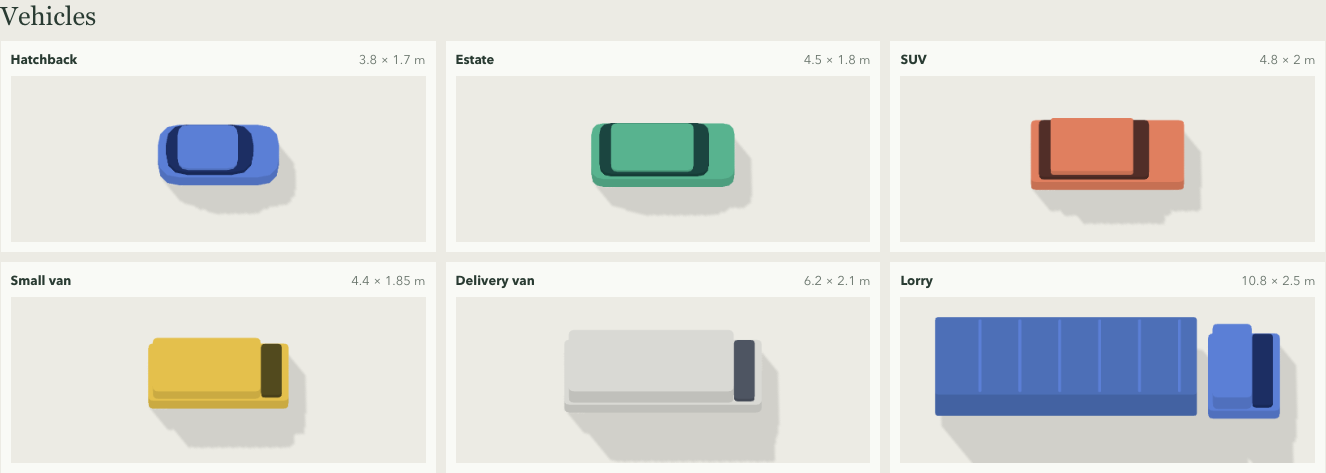 Vehicles
Hatchback 3.8 × 1.7 m
Estate 4.5 × 1.8 m
SUV 4.8 × 2 m
Small van 4.4 × 1.85 m
Delivery van 6.2 × 2.1 m
Lorry 10.8 × 2.5 m